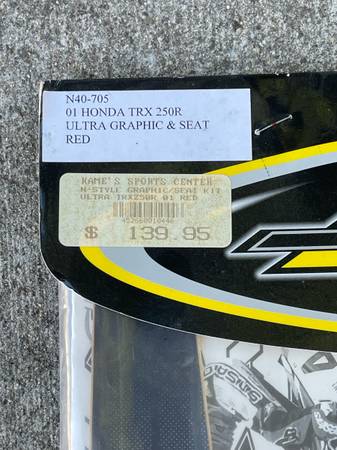 N40-705
01 HONDA TRX 250R
ULTRA GRAPHIC & SEAT
RED
KAME'S SPORTS CENTER
N-STYLE GRAPHIC/SEAT KIT
ULTRA TRX250R 01 RED
$ 139.95